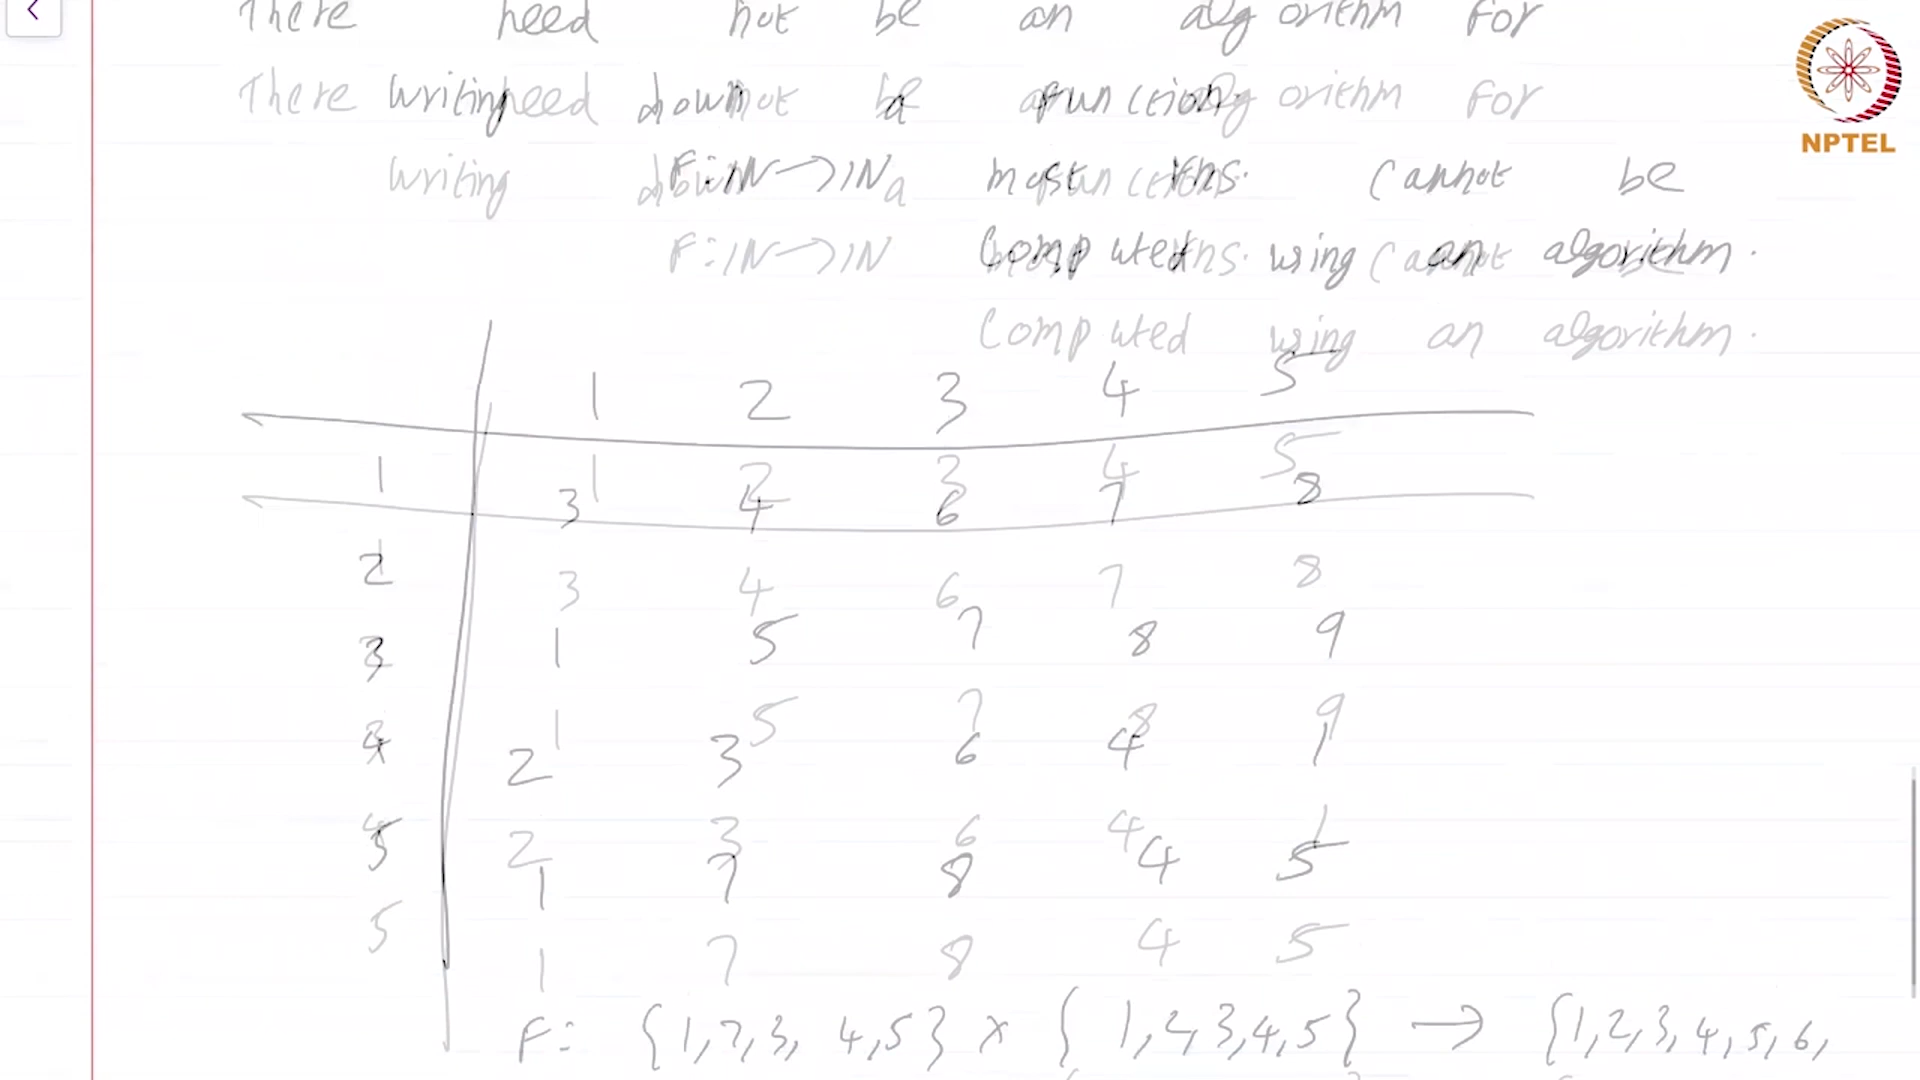 There need not be an algorithm for
writing down a function
F: ℕ → ℕ most fns. cannot be
computed using an algorithm.
1 2 3 4 5
1 3 4 6 7 8
2
3 1 5 7 8 9
4 2 3 6 4 1
5 1 7 8 4 5
F: {1,2,3, 4,5} × {1,2,3,4,5} → {1,2,3,4,5,6,
NPTEL